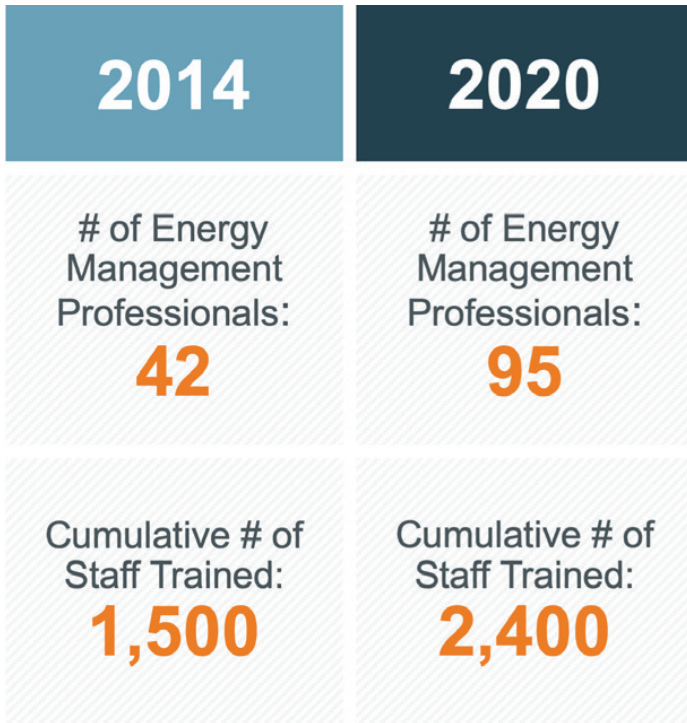 2014
2020
# of Energy
Management
Professionals:
42
# of Energy
Management
Professionals:
95
Cumulative # of
Staff Trained:
1,500
Cumulative # of
Staff Trained:
2,400